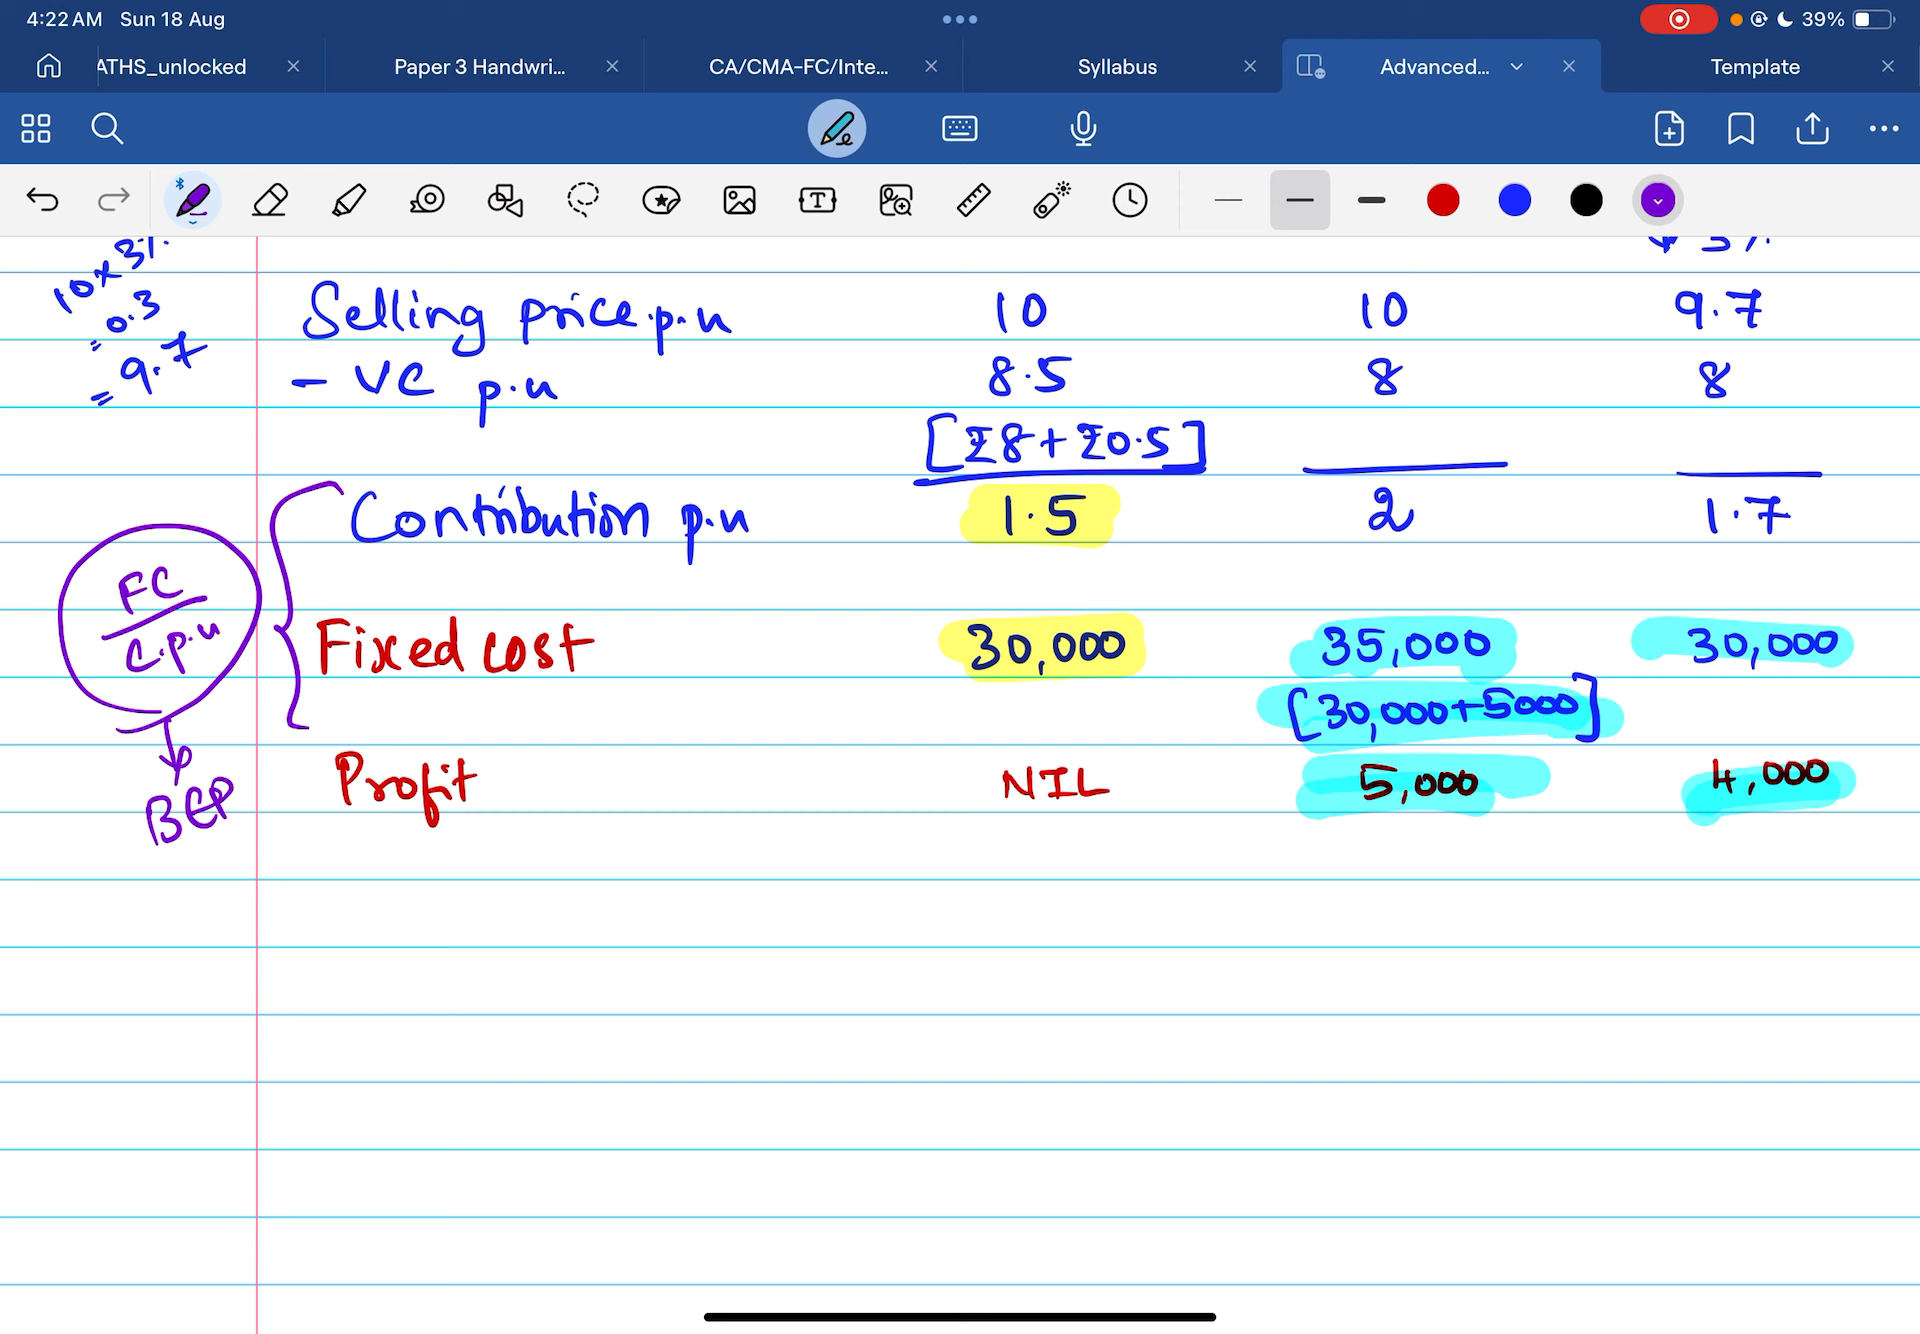 4:22 AM Sun 18 Aug 39%
ATHS_unlocked Paper 3 Handwri... CA/CMA-FC/Inte... Syllabus Advanced... Template
10 x 3%
= 0.3
= 9.7
↓ 3%
Selling price p.u 10 10 9.7
- VC p.u 8.5 8 8
[₹8 + ₹0.5]
Contribution p.u 1.5 2 1.7
FC
C.p.u
BEP
Fixed cost 30,000 35,000 30,000
[30,000+5000]
Profit NIL 5,000 4,000